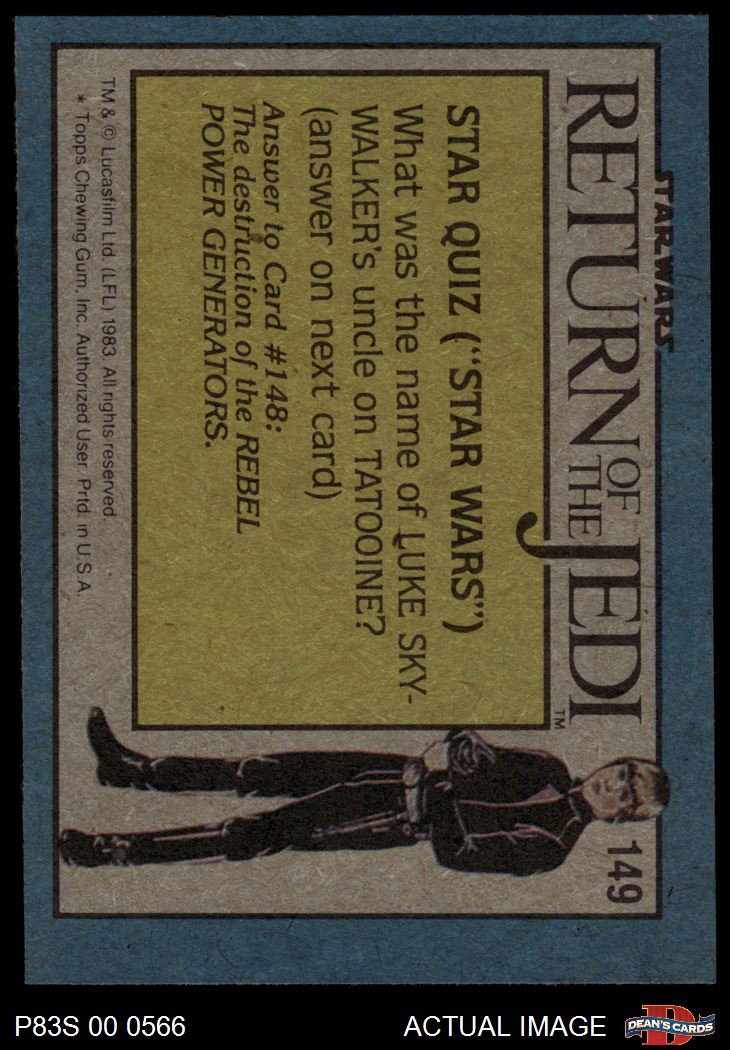 STAR WARS
RETURN OF THE JEDI™
149
STAR QUIZ (“STAR WARS”)
What was the name of LUKE SKY-
WALKER’s uncle on TATOOINE?
(answer on next card)
Answer to Card #148:
The destruction of the REBEL
POWER GENERATORS.
TM & © Lucasfilm Ltd. (LFL) 1983. All rights reserved.
* Topps Chewing Gum, Inc. Authorized User. Prtd. in U.S.A.
P83S 00 0566
ACTUAL IMAGE
D
DEAN'S CARDS